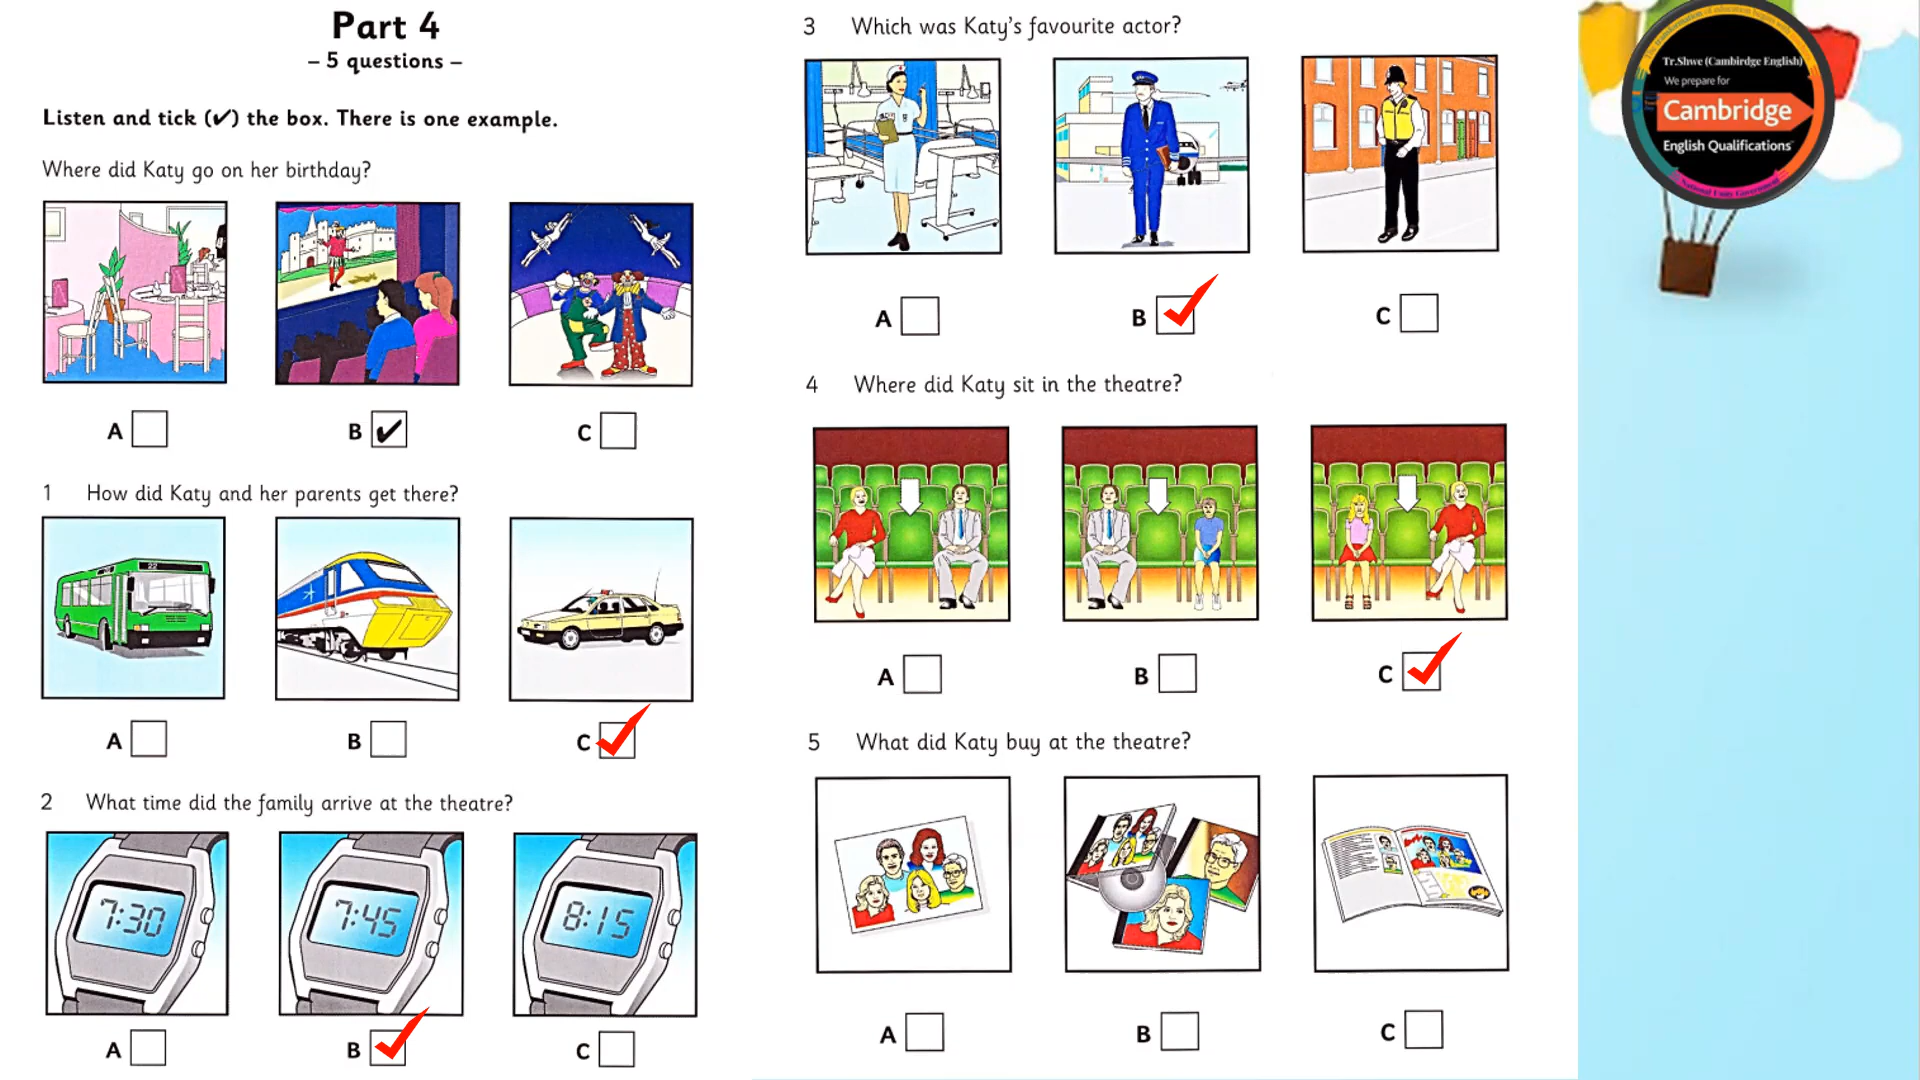 Part 4
– 5 questions –
Listen and tick (✔) the box. There is one example.
Where did Katy go on her birthday?
A
B ✔
C
1 How did Katy and her parents get there?
22
A
B
C
2 What time did the family arrive at the theatre?
7:30
7:45
8:15
A
B
C
3 Which was Katy's favourite actor?
A
B
C
4 Where did Katy sit in the theatre?
A
B
C
5 What did Katy buy at the theatre?
A
B
C
Tr.Shwe (Cambirdge English)
We prepare for
Cambridge
English Qualifications
National Unity Government